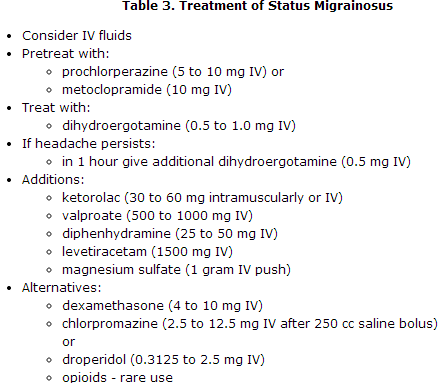 Table 3. Treatment of Status Migrainosus
• Consider IV fluids
• Pretreat with:
◦ prochlorperazine (5 to 10 mg IV) or
◦ metoclopramide (10 mg IV)
• Treat with:
◦ dihydroergotamine (0.5 to 1.0 mg IV)
• If headache persists:
◦ in 1 hour give additional dihydroergotamine (0.5 mg IV)
• Additions:
◦ ketorolac (30 to 60 mg intramuscularly or IV)
◦ valproate (500 to 1000 mg IV)
◦ diphenhydramine (25 to 50 mg IV)
◦ levetiracetam (1500 mg IV)
◦ magnesium sulfate (1 gram IV push)
• Alternatives:
◦ dexamethasone (4 to 10 mg IV)
◦ chlorpromazine (2.5 to 12.5 mg IV after 250 cc saline bolus)
or
◦ droperidol (0.3125 to 2.5 mg IV)
◦ opioids - rare use